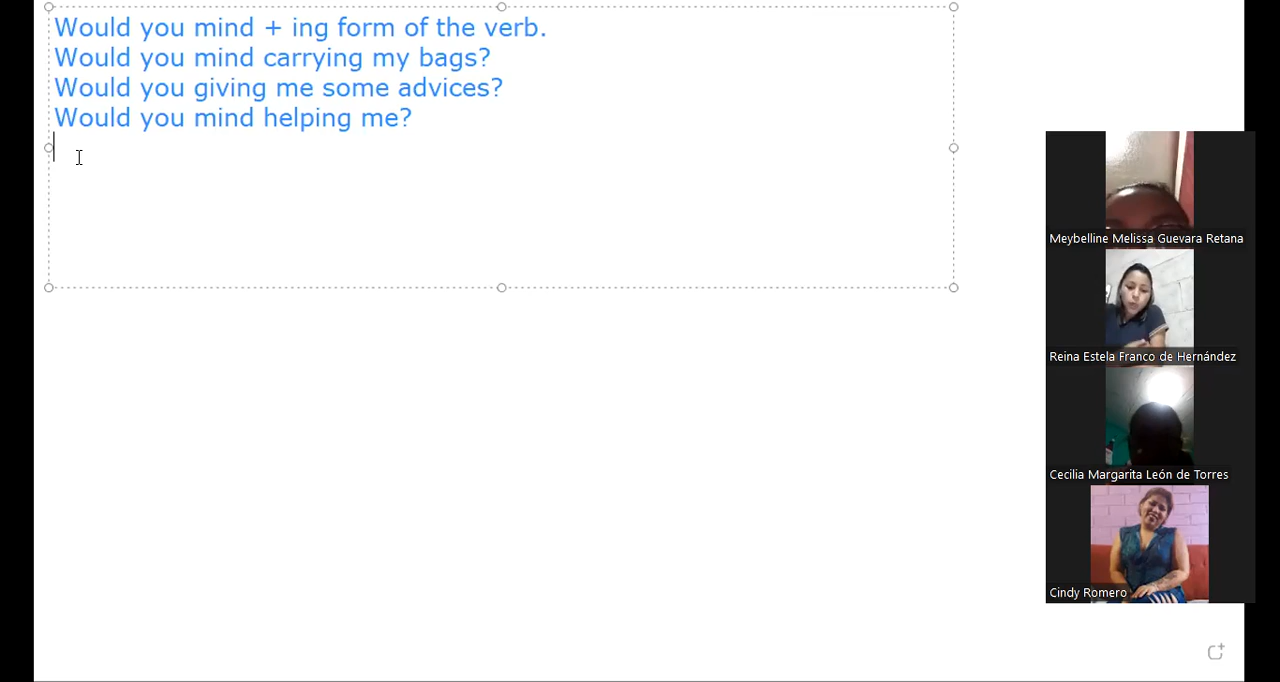 Would you mind + ing form of the verb.
Would you mind carrying my bags?
Would you giving me some advices?
Would you mind helping me?
Meybelline Melissa Guevara Retana
Reina Estela Franco de Hernández
Cecilia Margarita León de Torres
Cindy Romero